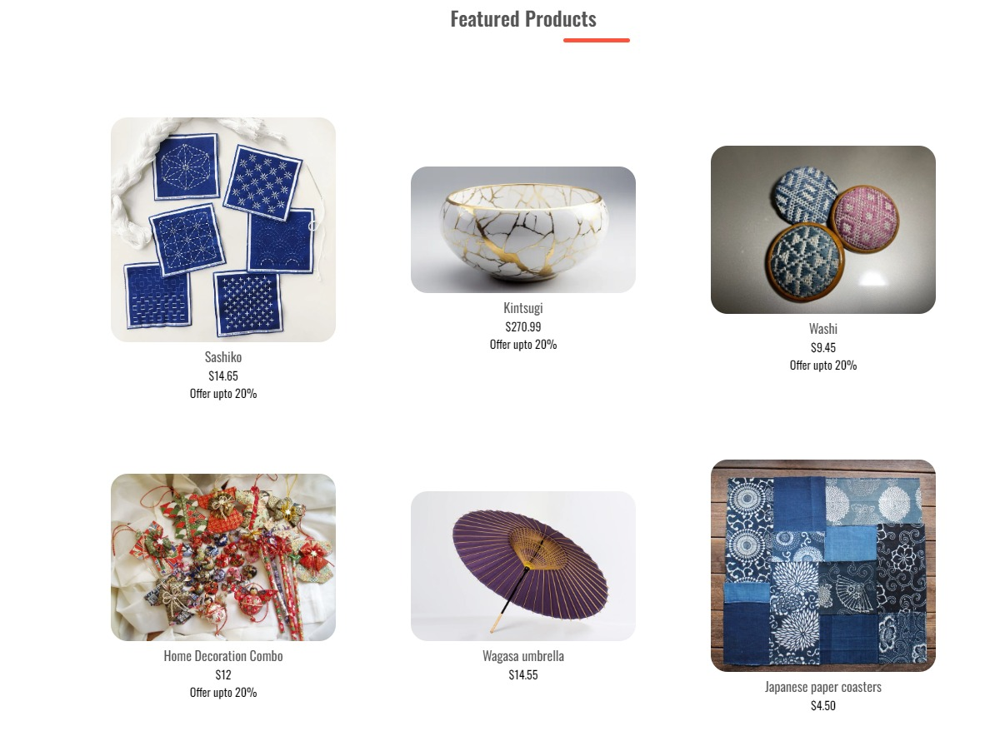 Featured Products
Sashiko
$14.65
Offer upto 20%
Kintsugi
$270.99
Offer upto 20%
Washi
$9.45
Offer upto 20%
Home Decoration Combo
$12
Offer upto 20%
Wagasa umbrella
$14.55
Japanese paper coasters
$4.50